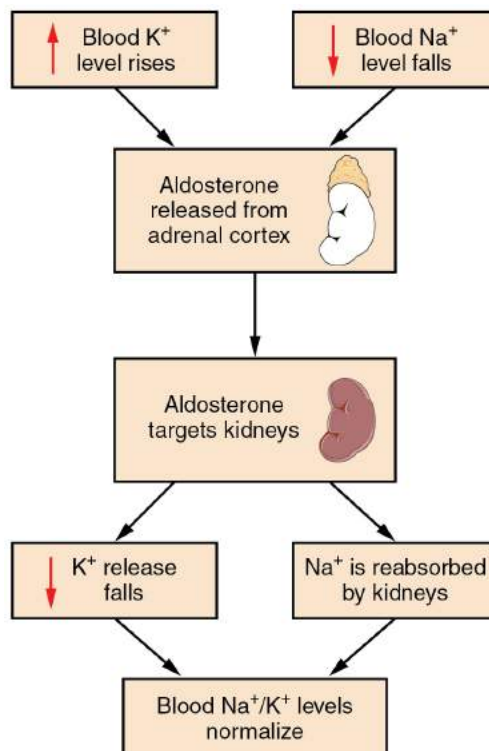 Blood K⁺
level rises
Blood Na⁺
level falls
Aldosterone
released from
adrenal cortex
Aldosterone
targets kidneys
K⁺ release
falls
Na⁺ is reabsorbed
by kidneys
Blood Na⁺/K⁺ levels
normalize